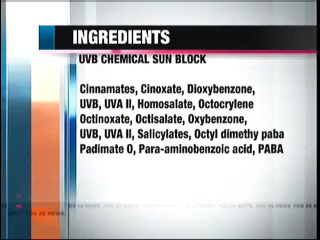 INGREDIENTS
UVB CHEMICAL SUN BLOCK
Cinnamates, Cinoxate, Dioxybenzone,
UVB, UVA II, Homosalate, Octocrylene
Octinoxate, Octisalate, Oxybenzone,
UVB, UVA II, Salicylates, Octyl dimethy paba
Padimate O, Para-aminobenzoic acid, PABA